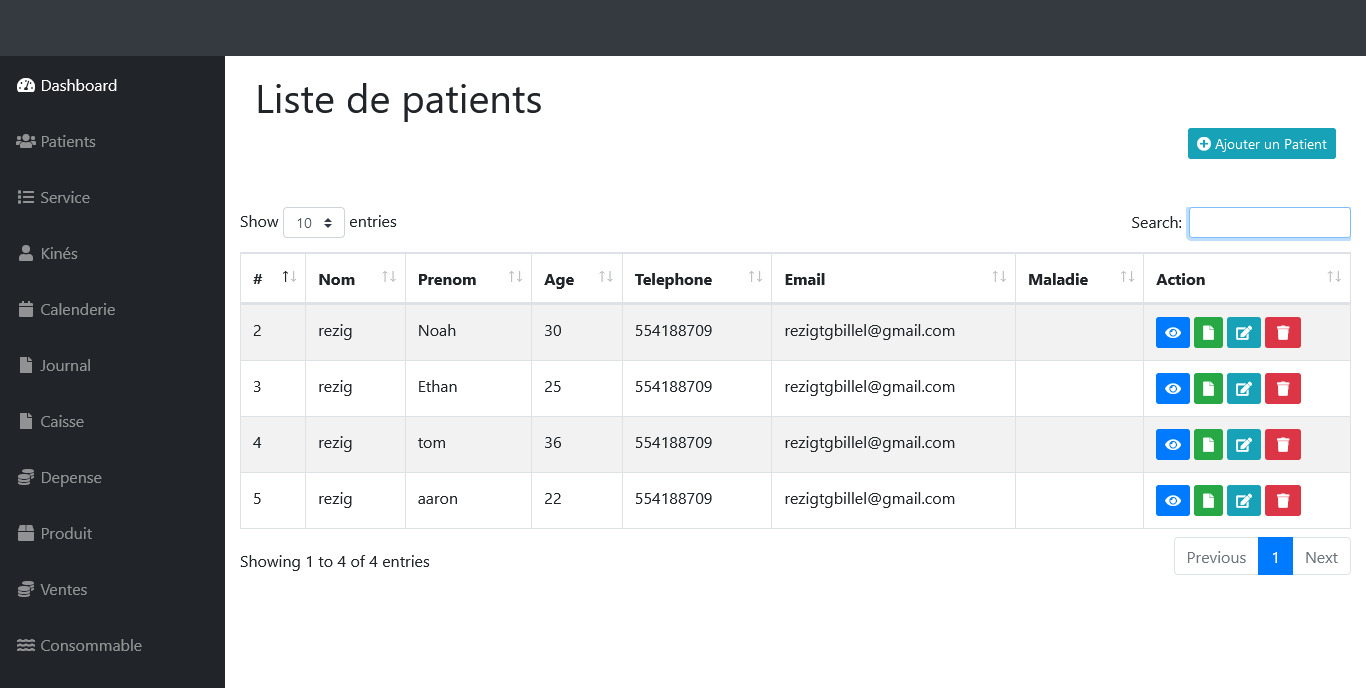 Dashboard
Patients
Service
Kinés
Calenderie
Journal
Caisse
Depense
Produit
Ventes
Consommable
Liste de patients
Ajouter un Patient
Show 10 entries
Search:
# Nom Prenom Age Telephone Email Maladie Action
2 rezig Noah 30 554188709 rezigtgbillel@gmail.com
3 rezig Ethan 25 554188709 rezigtgbillel@gmail.com
4 rezig tom 36 554188709 rezigtgbillel@gmail.com
5 rezig aaron 22 554188709 rezigtgbillel@gmail.com
Showing 1 to 4 of 4 entries
Previous 1 Next